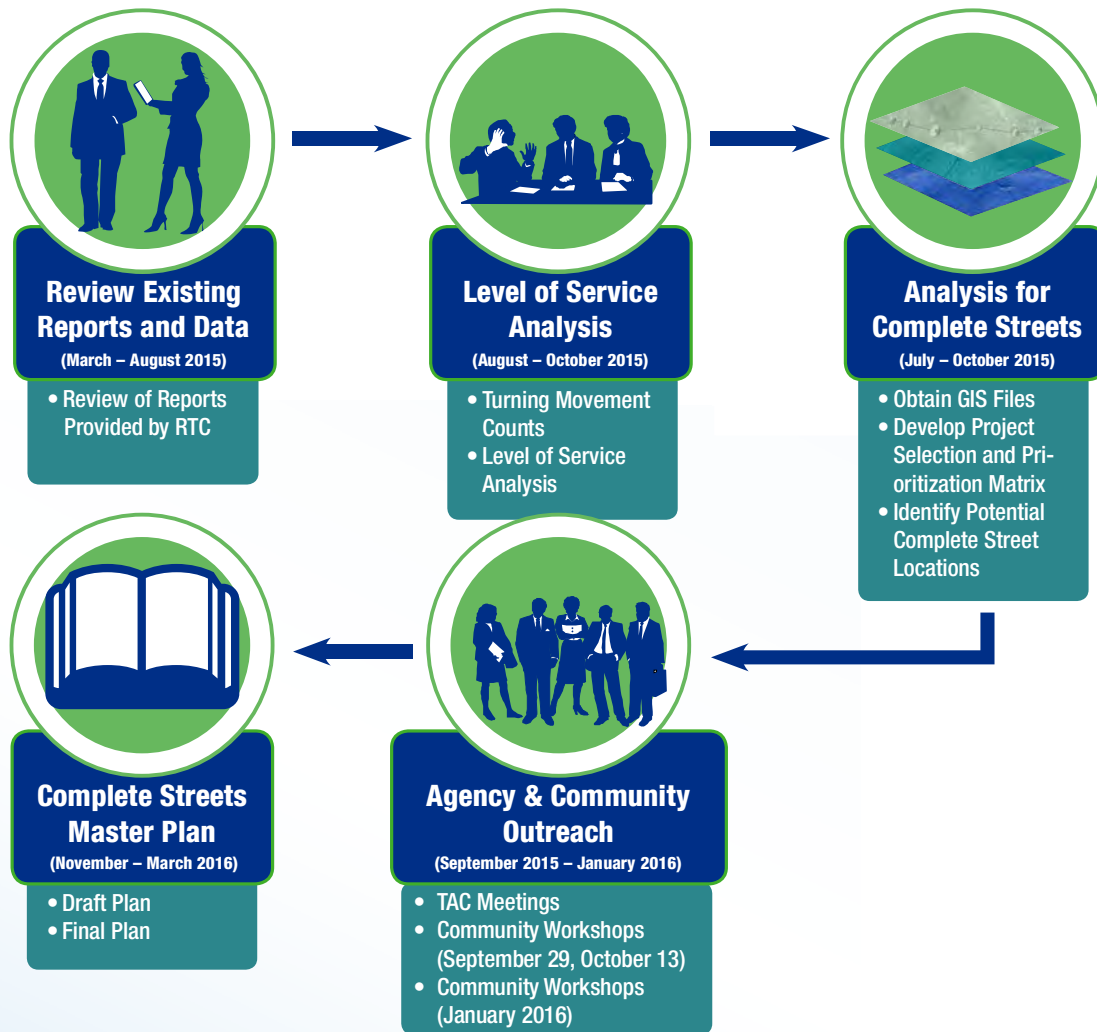 Review Existing
Reports and Data
(March – August 2015)
• Review of Reports
Provided by RTC
Level of Service
Analysis
(August – October 2015)
• Turning Movement
Counts
• Level of Service
Analysis
Analysis for
Complete Streets
(July – October 2015)
• Obtain GIS Files
• Develop Project
Selection and Pri-
oritization Matrix
• Identify Potential
Complete Street
Locations
Agency & Community
Outreach
(September 2015 – January 2016)
• TAC Meetings
• Community Workshops
(September 29, October 13)
• Community Workshops
(January 2016)
Complete Streets
Master Plan
(November – March 2016)
• Draft Plan
• Final Plan